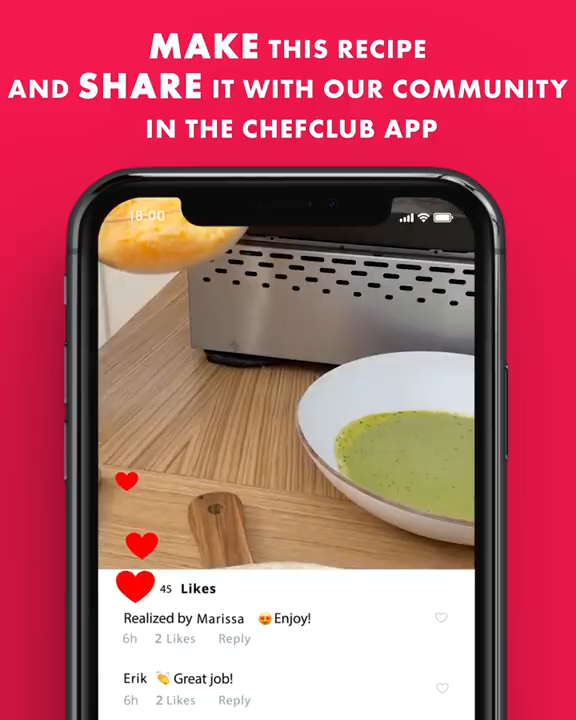 MAKE THIS RECIPE
AND SHARE IT WITH OUR COMMUNITY
IN THE CHEFCLUB APP
18:00
45 Likes
Realized by Marissa 😍 Enjoy!
6h 2 Likes Reply
Erik 👏 Great job!
6h 2 Likes Reply